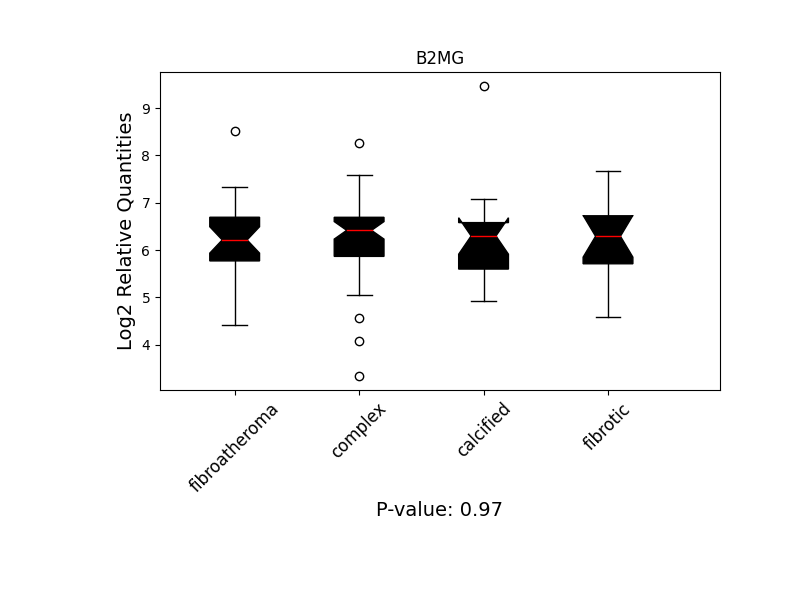 B2MG
Log2 Relative Quantities
9
8
7
6
5
4
fibroatheroma
complex
calcified
fibrotic
P-value: 0.97